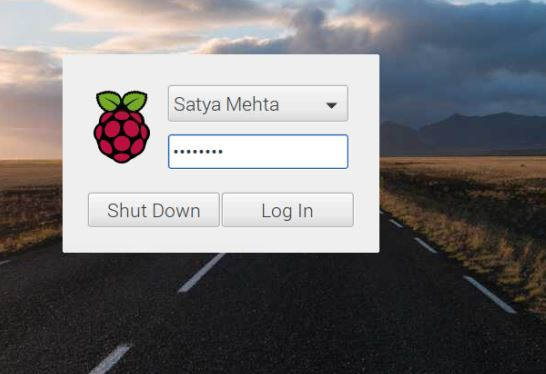 Satya Mehta
••••••••
Shut Down
Log In